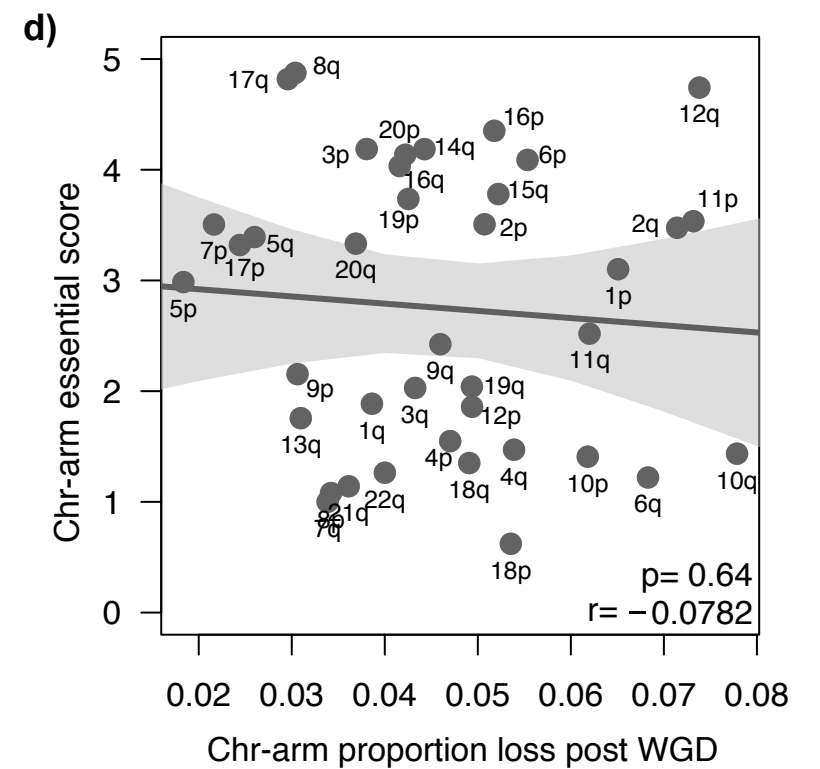 d)
Chr-arm essential score
5
4
3
2
1
0
17q
8q
12q
16p
20p
3p
14q
6p
16q
15q
19p
2p
11p
2q
7p
17p
5q
20q
1p
5p
11q
9q
9p
3q
19q
12p
1q
13q
4p
18q
4q
10p
10q
6q
22q
21q
8p
7q
18p
p= 0.64
r= −0.0782
0.02 0.03 0.04 0.05 0.06 0.07 0.08
Chr-arm proportion loss post WGD